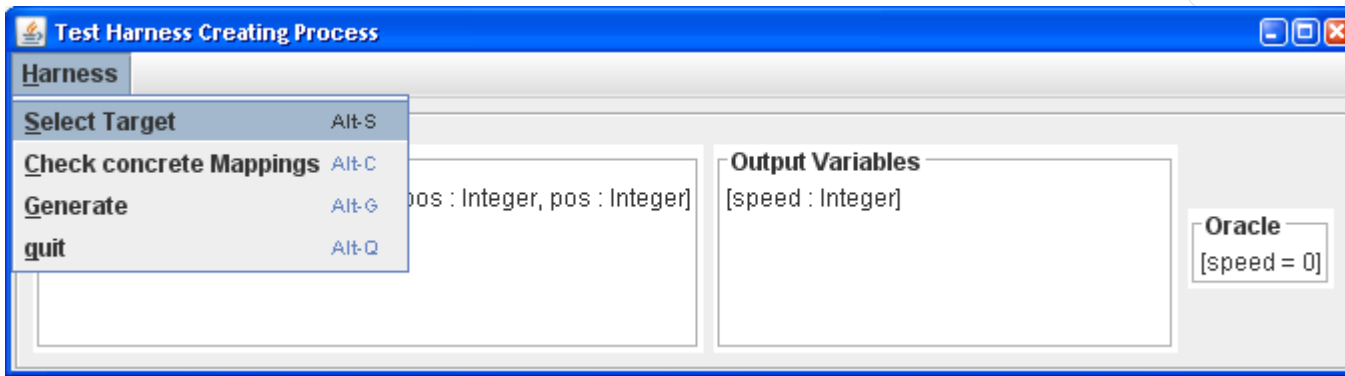 Test Harness Creating Process
Harness
Select Target Alt-S
Check concrete Mappings Alt-C
Generate Alt-G
quit Alt-Q
pos : Integer, pos : Integer]
Output Variables
[speed : Integer]
Oracle
[speed = 0]